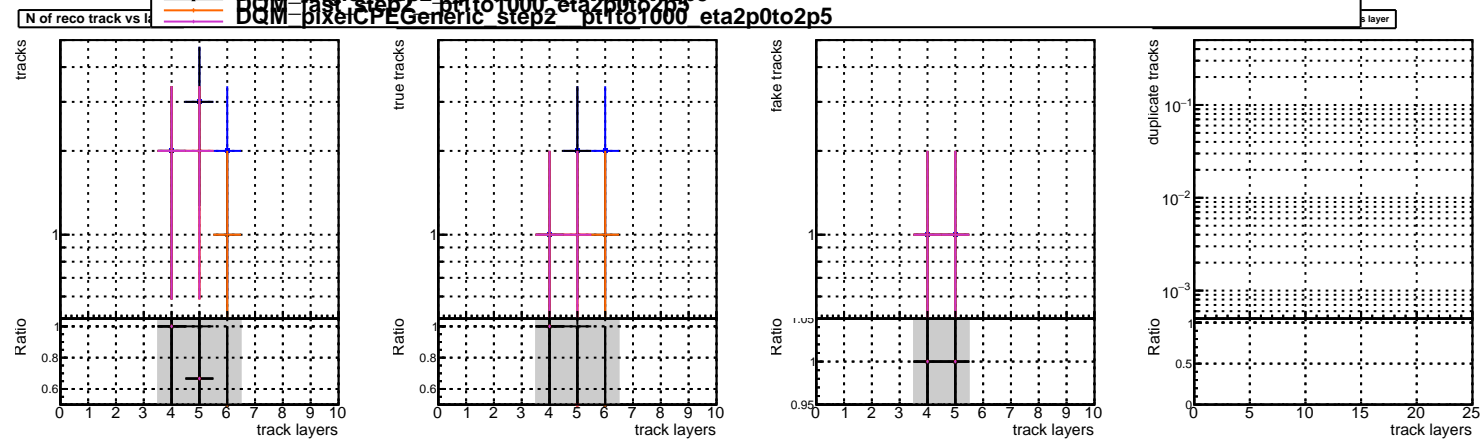 DQM_fast_step2__pt1to1000_eta2p0to2p5
DQM_pixelCPEGeneric_step2__pt1to1000_eta2p0to2p5
N of reco track vs la
s layer
tracks
1
Ratio
1
0.8
0.6
0 1 2 3 4 5 6 7 8 9 10
track layers
true tracks
1
Ratio
1
0.8
0.6
0 1 2 3 4 5 6 7 8 9 10
track layers
fake tracks
1
Ratio
1.05
1
0.95
0 1 2 3 4 5 6 7 8 9 10
track layers
duplicate tracks
10⁻¹
10⁻²
10⁻³
Ratio
1
0.5
0
0 5 10 15 20 25
track layers